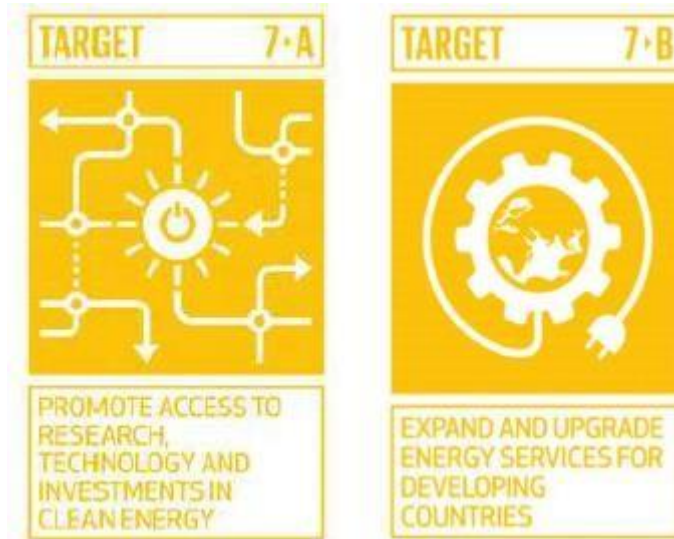 TARGET 7·A
PROMOTE ACCESS TO
RESEARCH,
TECHNOLOGY AND
INVESTMENTS IN
CLEAN ENERGY
TARGET 7·B
EXPAND AND UPGRADE
ENERGY SERVICES FOR
DEVELOPING
COUNTRIES